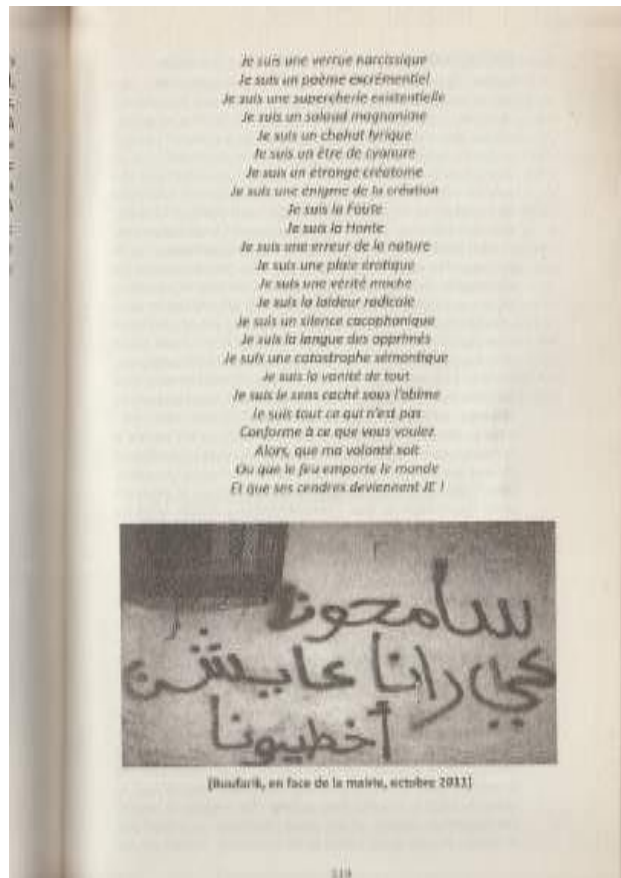 Je suis une verrue narcissique
Je suis un poème excrémentiel
Je suis une supercherie existentielle
Je suis un salaud magnanime
Je suis un chahut lyrique
Je suis un être de cyanure
Je suis un étrange créatome
Je suis une énigme de la création
Je suis la Faute
Je suis la Honte
Je suis une erreur de la nature
Je suis une plaie érotique
Je suis une vérité moche
Je suis la laideur radicale
Je suis un silence cacophonique
Je suis la langue des opprimés
Je suis une catastrophe sémantique
Je suis la vanité de tout
Je suis le sens caché sous l'abîme
Je suis tout ce qui n'est pas
Conforme à ce que vous voulez
Alors, que ma volonté soit
Ou que le feu emporte le monde
Et que ses cendres deviennent JE !
سامحونا
كي رانا عايشين
أخطيونا
(Boufarik, en face de la mairie, octobre 2011)